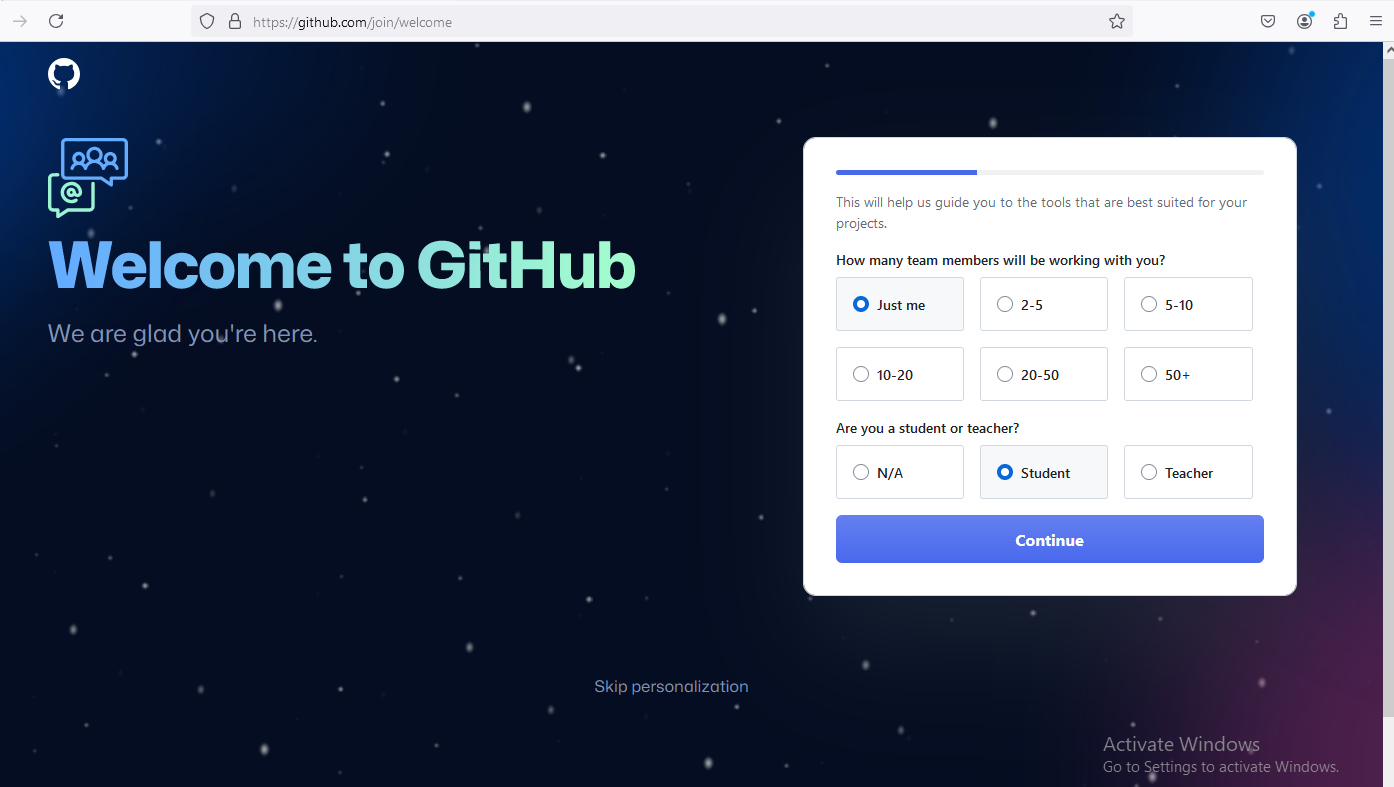 https://github.com/join/welcome
@
Welcome to GitHub
We are glad you're here.
This will help us guide you to the tools that are best suited for your
projects.
How many team members will be working with you?
Just me
2-5
5-10
10-20
20-50
50+
Are you a student or teacher?
N/A
Student
Teacher
Continue
Skip personalization
Activate Windows
Go to Settings to activate Windows.